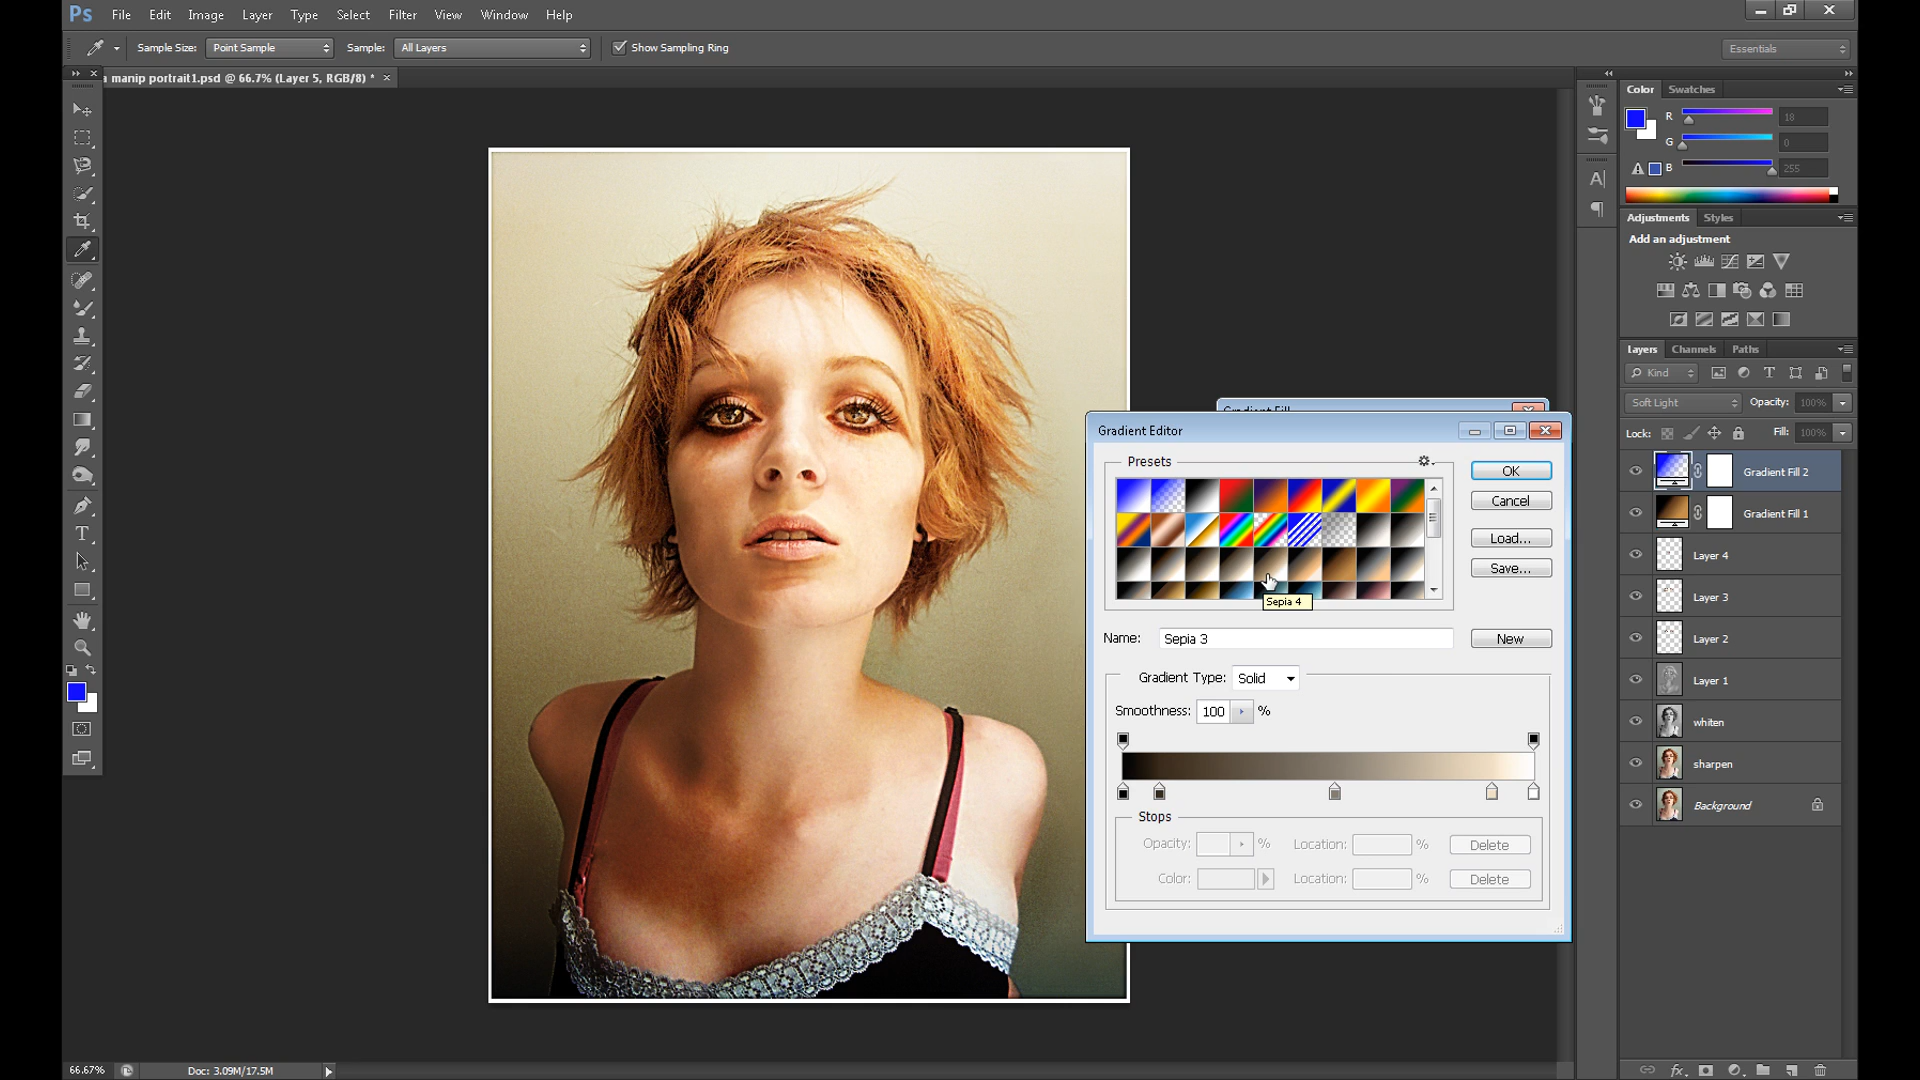 Ps File Edit Image Layer Type Select Filter View Window Help
Sample Size: Point Sample Sample: All Layers Show Sampling Ring Essentials
a manip portrait1.psd @ 66.7% (Layer 5, RGB/8) * ×
Color Swatches
R 18
G 0
B 255
Adjustments Styles
Add an adjustment
Layers Channels Paths
Kind
Soft Light Opacity: 100%
Lock: Fill: 100%
Gradient Fill 2
Gradient Fill 1
Layer 4
Layer 3
Layer 2
Layer 1
whiten
sharpen
Background
Gradient Fill
Gradient Editor
Presets
OK
Cancel
Load...
Save...
Sepia 4
Name: Sepia 3 New
Gradient Type: Solid
Smoothness: 100 %
Stops
Opacity: % Location: % Delete
Color: Location: % Delete
66.67% Doc: 3.09M/17.5M